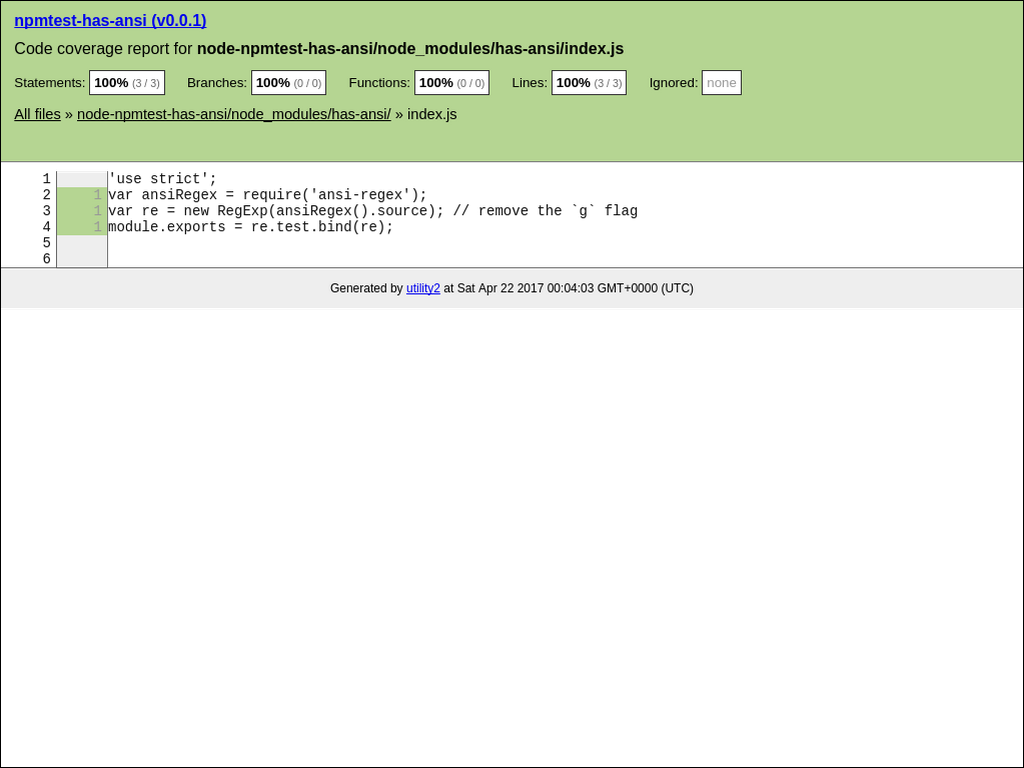 npmtest-has-ansi (v0.0.1)
Code coverage report for node-npmtest-has-ansi/node_modules/has-ansi/index.js
Statements: 100% (3 / 3) Branches: 100% (0 / 0) Functions: 100% (0 / 0) Lines: 100% (3 / 3) Ignored: none
All files » node-npmtest-has-ansi/node_modules/has-ansi/ » index.js
1 'use strict';
2 1 var ansiRegex = require('ansi-regex');
3 1 var re = new RegExp(ansiRegex().source); // remove the `g` flag
4 1 module.exports = re.test.bind(re);
5
6
Generated by utility2 at Sat Apr 22 2017 00:04:03 GMT+0000 (UTC)